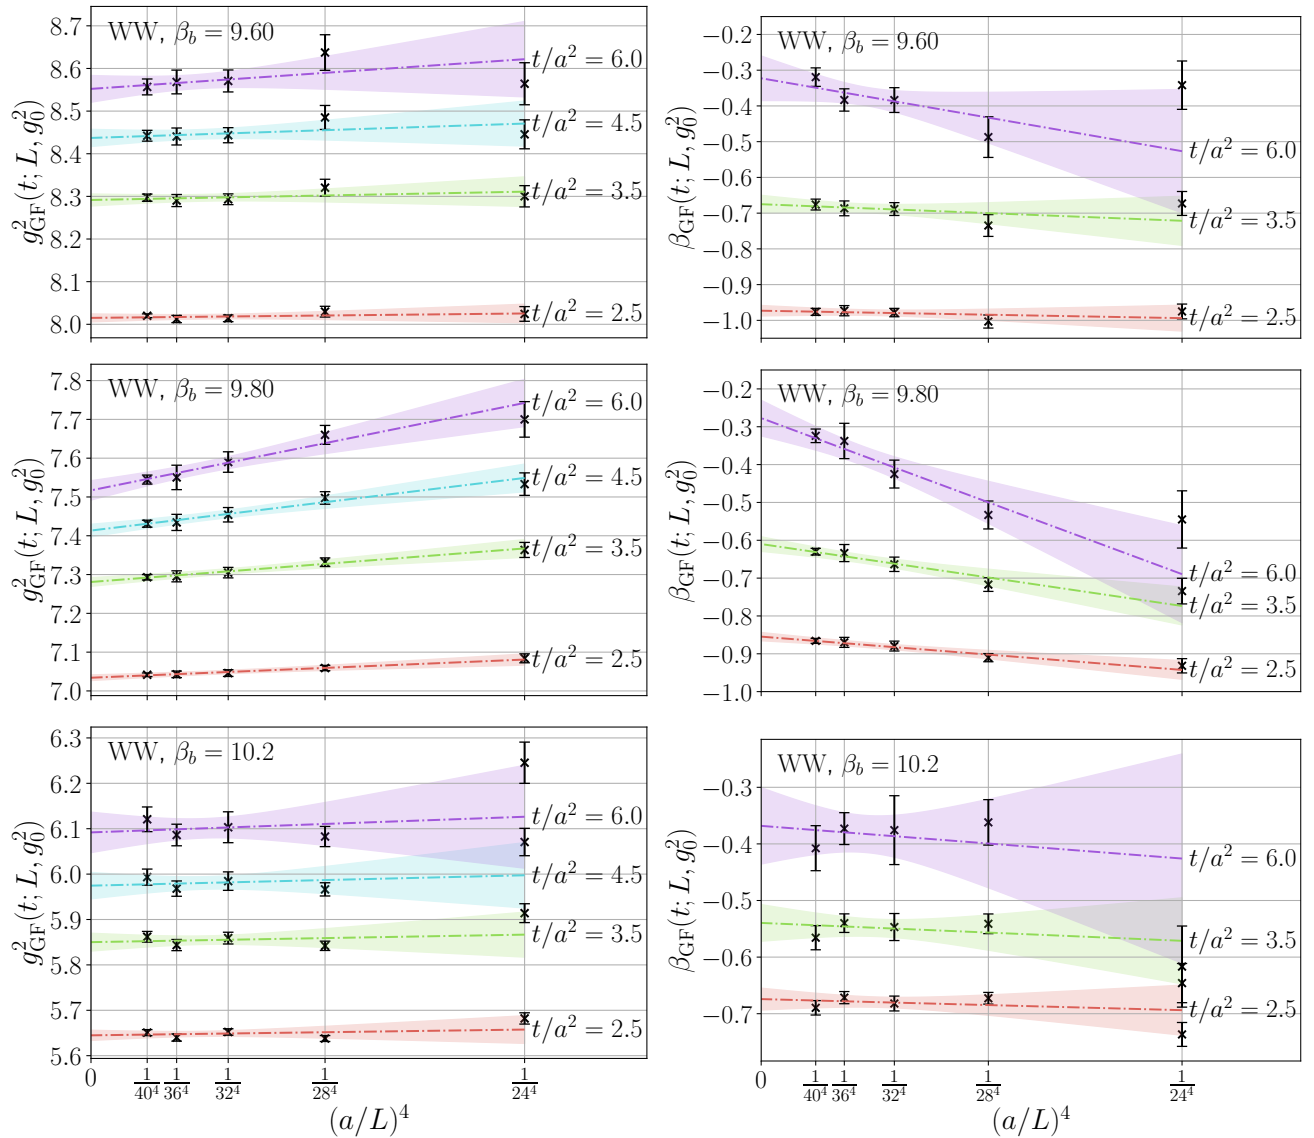 WW, β_b = 9.60
g²_GF(t; L, g²_0)
8.7
8.6
8.5
8.4
8.3
8.2
8.1
8.0
t/a² = 6.0
t/a² = 4.5
t/a² = 3.5
t/a² = 2.5
WW, β_b = 9.60
β_GF(t; L, g²_0)
−0.2
−0.3
−0.4
−0.5
−0.6
−0.7
−0.8
−0.9
−1.0
t/a² = 6.0
t/a² = 3.5
t/a² = 2.5
WW, β_b = 9.80
g²_GF(t; L, g²_0)
7.8
7.7
7.6
7.5
7.4
7.3
7.2
7.1
7.0
t/a² = 6.0
t/a² = 4.5
t/a² = 3.5
t/a² = 2.5
WW, β_b = 9.80
β_GF(t; L, g²_0)
−0.2
−0.3
−0.4
−0.5
−0.6
−0.7
−0.8
−0.9
−1.0
t/a² = 6.0
t/a² = 3.5
t/a² = 2.5
WW, β_b = 10.2
g²_GF(t; L, g²_0)
6.3
6.2
6.1
6.0
5.9
5.8
5.7
5.6
t/a² = 6.0
t/a² = 4.5
t/a² = 3.5
t/a² = 2.5
0 1/40⁴ 1/36⁴ 1/32⁴ 1/28⁴ 1/24⁴
(a/L)⁴
WW, β_b = 10.2
β_GF(t; L, g²_0)
−0.3
−0.4
−0.5
−0.6
−0.7
t/a² = 6.0
t/a² = 3.5
t/a² = 2.5
0 1/40⁴ 1/36⁴ 1/32⁴ 1/28⁴ 1/24⁴
(a/L)⁴